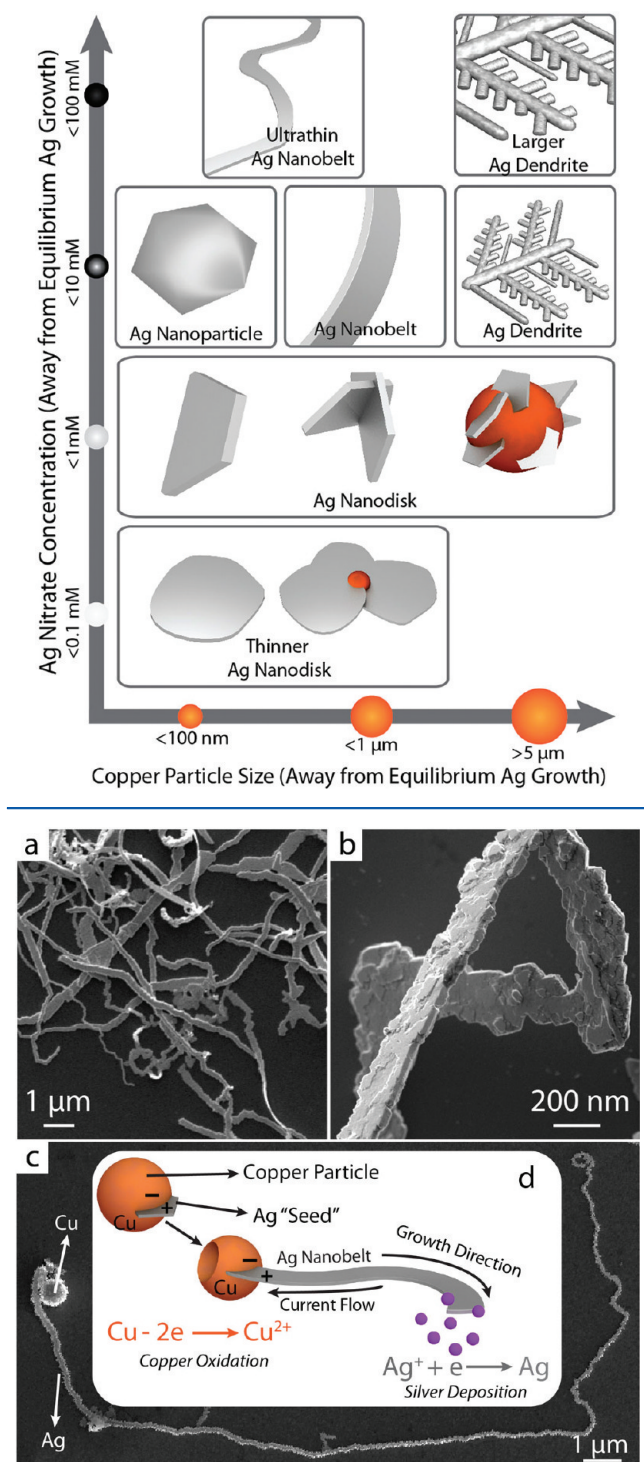 Ag Nitrate Concentration (Away from Equilibrium Ag Growth)
<100 mM
<10 mM
<1mM
<0.1 mM
Ultrathin
Ag Nanobelt
Larger
Ag Dendrite
Ag Nanoparticle
Ag Nanobelt
Ag Dendrite
Ag Nanodisk
Thinner
Ag Nanodisk
<100 nm
<1 µm
>5 µm
Copper Particle Size (Away from Equilibrium Ag Growth)
a
1 µm
b
200 nm
c
Cu
Ag
1 µm
d
Copper Particle
−
+
Cu
Ag "Seed"
−
+
Cu
Ag Nanobelt
Growth Direction
Current Flow
Cu - 2e ⟶ Cu²⁺
Copper Oxidation
Ag⁺ + e ⟶ Ag
Silver Deposition